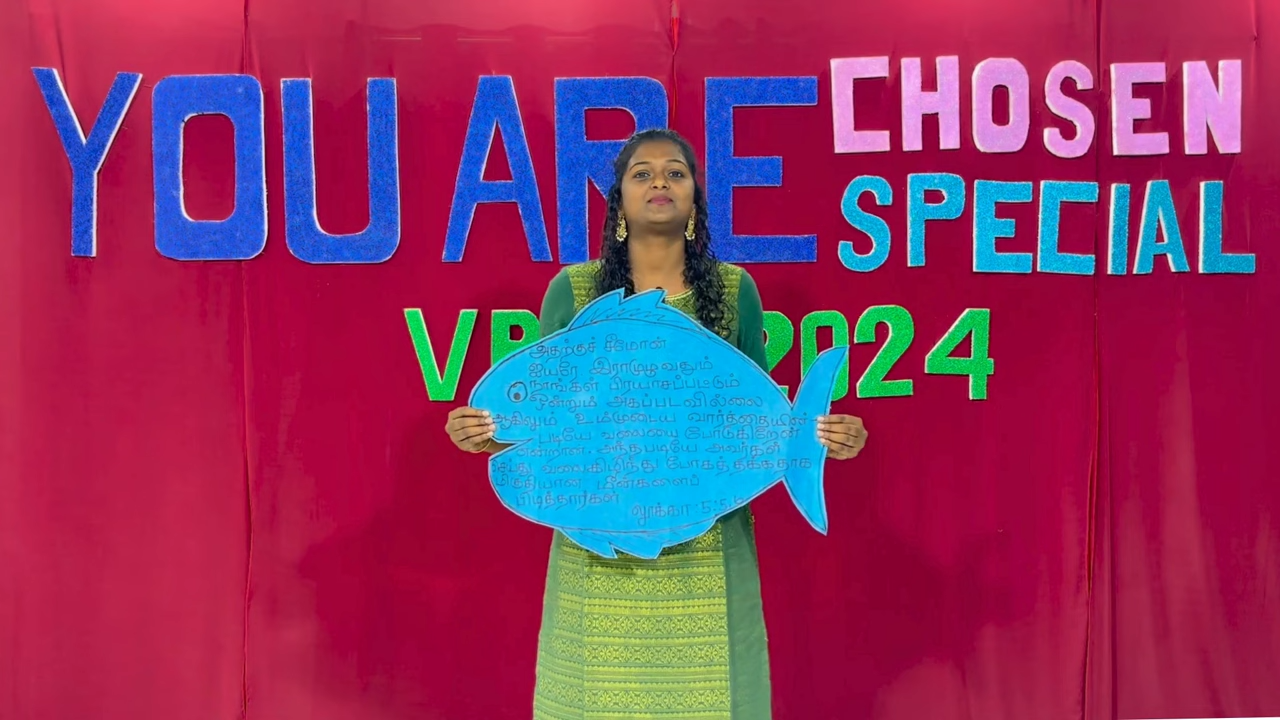 YOU ARE
CHOSEN
SPECIAL
VB 2024
அதற்குச் சீமோன்
ஐயரே இராமுழுவதும்
நாங்கள் பிரயாசப்பட்டும்
ஒன்றும் அகப்படவில்லை
ஆகிலும் உம்முடைய வார்த்தையின்-
படியே வலையை போடுகிறேன்
என்றான். அந்தபடியே அவர்கள்
செய்து வலைகிழிந்து போகத்தக்கதாக
மிகுதியான மீன்களைப்
பிடித்தார்கள்
லூக்கா 5:5,6